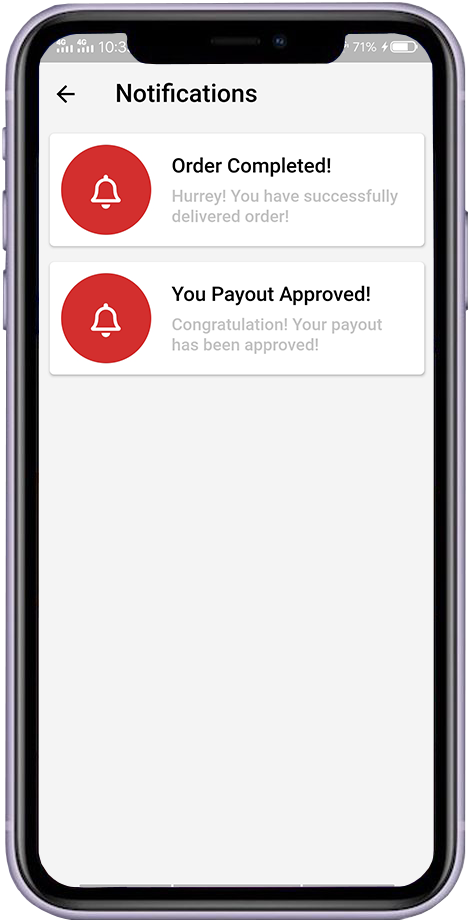 4G 4G 10:3 71%
Notifications
Order Completed!
Hurrey! You have successfully
delivered order!
You Payout Approved!
Congratulation! Your payout
has been approved!